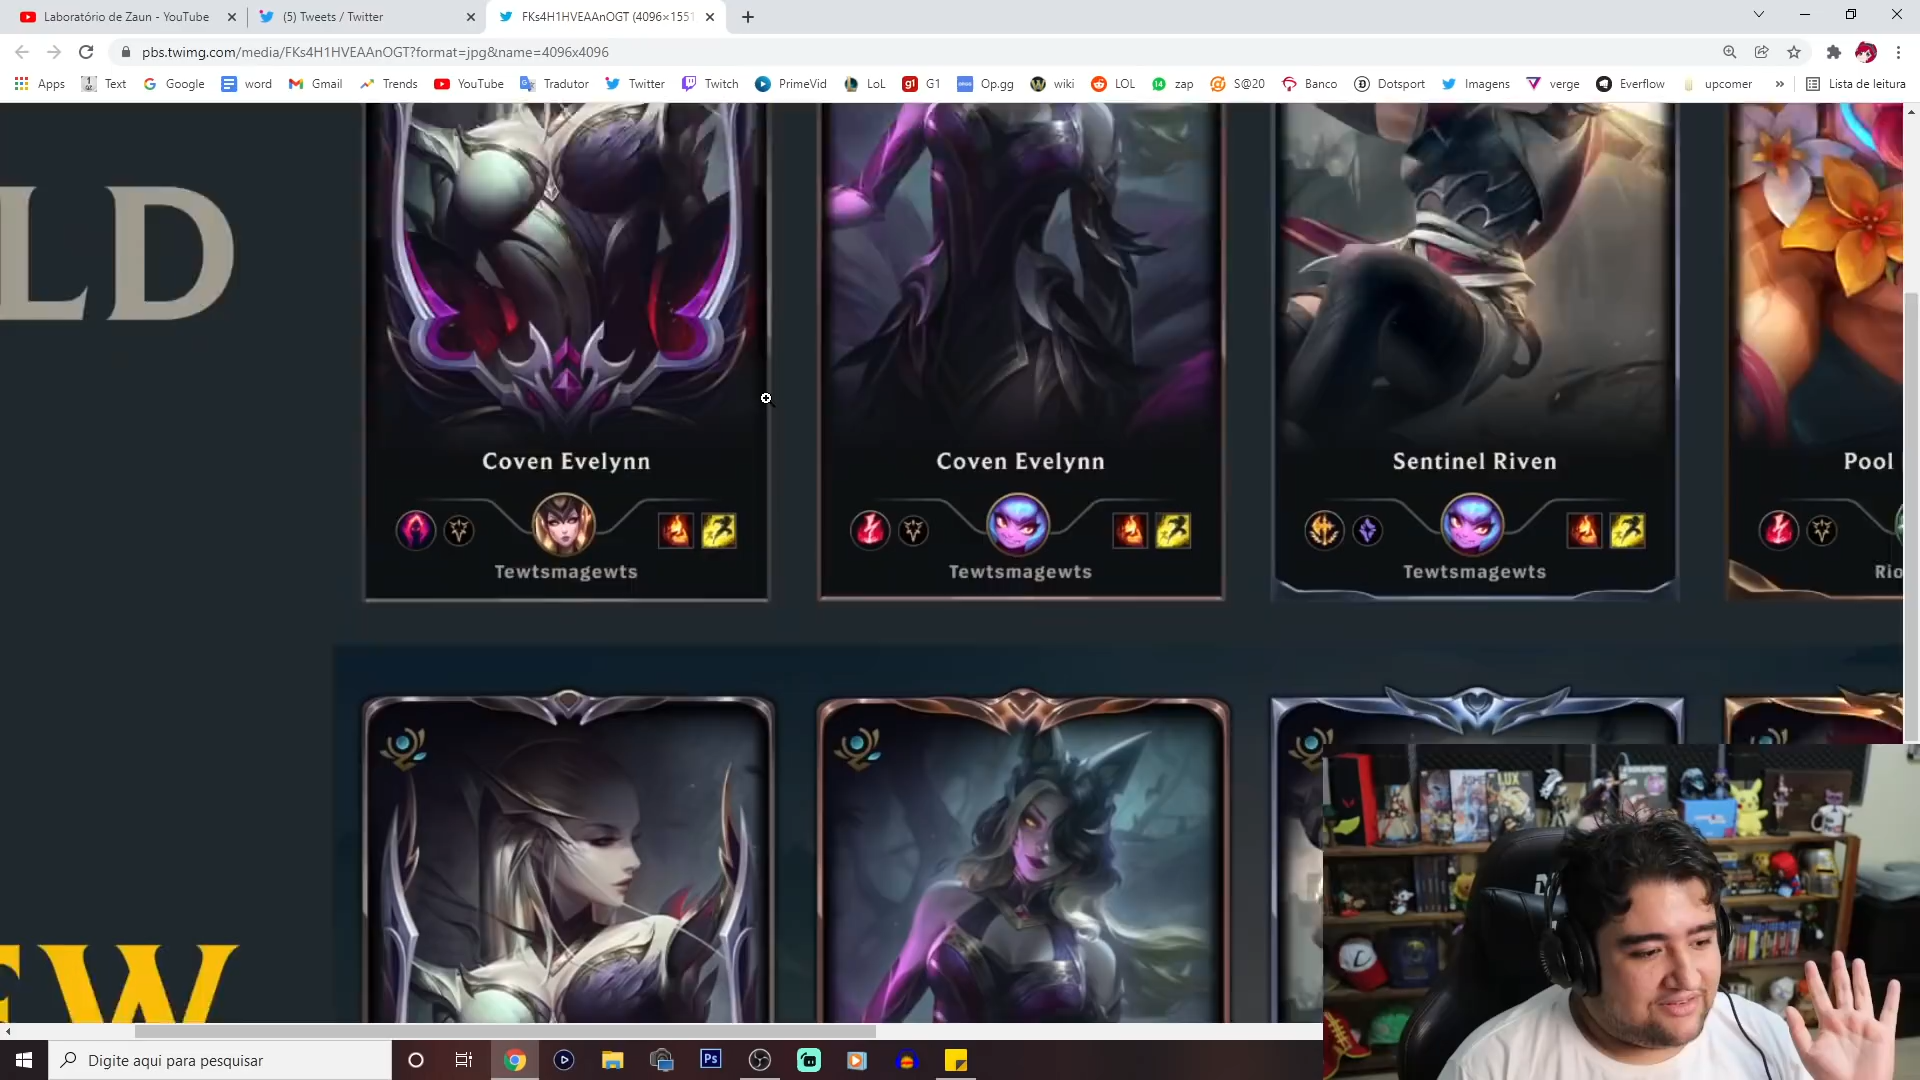 Laboratório de Zaun - YouTube
(5) Tweets / Twitter
FKs4H1HVEAAnOGT (4096×1551
pbs.twimg.com/media/FKs4H1HVEAAnOGT?format=jpg&name=4096x4096
Apps
Text
Google
word
Gmail
Trends
YouTube
Tradutor
Twitter
Twitch
PrimeVid
LoL
G1
Op.gg
wiki
LOL
zap
S@20
Banco
Dotsport
Imagens
verge
Everflow
upcomer
»
Lista de leitura
LD
Coven Evelynn
Coven Evelynn
Sentinel Riven
Pool
Tewtsmagewts
Tewtsmagewts
Tewtsmagewts
Rio
EW
LUX
Digite aqui para pesquisar
Ps